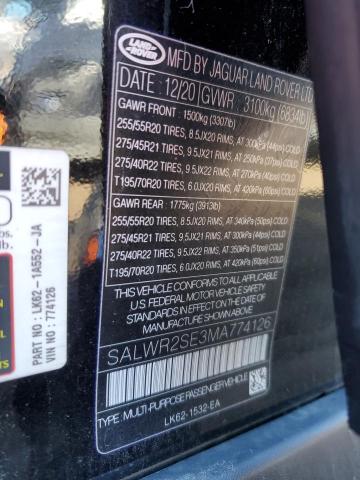 LAND ROVER
MFD BY JAGUAR LAND ROVER LTD
12/20 GVWR : 3100kg (6834lb)
GAWR FRONT : 1500kg (3307lb)
255/55R20 TIRES, 8.5JX20 RIMS, AT 300kPa (44psi) COLD
275/45R21 TIRES, 9.5JX21 RIMS, AT 250kPa (37psi) COLD
275/40R22 TIRES, 9.5JX22 RIMS, AT 270kPa (40psi) COLD
T195/70R20 TIRES, 6.0JX20 RIMS, AT 420kPa (60psi) COLD
GAWR REAR: 1775kg (3913lb)
255/55R20 TIRES, 8.5JX20 RIMS, AT 340kPa (50psi) COLD
275/45R21 TIRES, 9.5JX21 RIMS, AT 300kPa (44psi) COLD
275/40R22 TIRES, 9.5JX22 RIMS, AT 350kPa (51psi) COLD
T195/70R20 TIRES, 6.0JX20 RIMS, AT 420kPa (60psi) COLD
THIS VEHICLE CONFORMS TO ALL APPLICABLE
U.S. FEDERAL MOTOR VEHICLE SAFETY
AND THEFT PREVENTION STANDARDS IN EFFECT ON
THE DATE OF MANUFACTURE SHOWN ABOVE.
SALWR2SE3MA774126
TYPE: MULTI-PURPOSE PASSENGER VEHICLE
LK62-1532-EA
lb.
PART NO. : LK62-1A552-JA
VIN NO : 774126